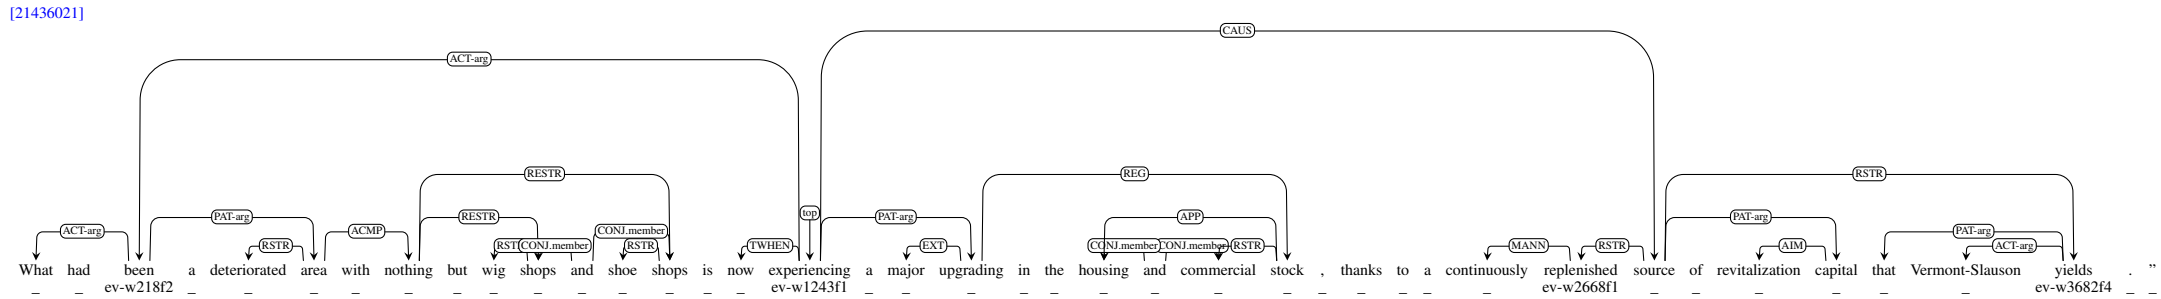 [21436021]
CAUS
ACT-arg
RESTR REG RSTR
top
PAT-arg RESTR PAT-arg APP PAT-arg
ACT-arg ACMP CONJ.member PAT-arg
RSTR CONJ.member RSTR TWHEN EXT CONJ.member RSTR MANN RSTR AIM ACT-arg
What had been a deteriorated area with nothing but wig shops and shoe shops is now experiencing a major upgrading in the housing and commercial stock , thanks to a continuously replenished source of revitalization capital that Vermont-Slauson yields . ”
_ _ ev-w218f2 _ _ _ _ _ _ _ _ _ _ _ _ _ ev-w1243f1 _ _ _ _ _ _ _ _ _ _ _ _ _ _ ev-w2668f1 _ _ _ _ _ _ ev-w3682f4 _ _